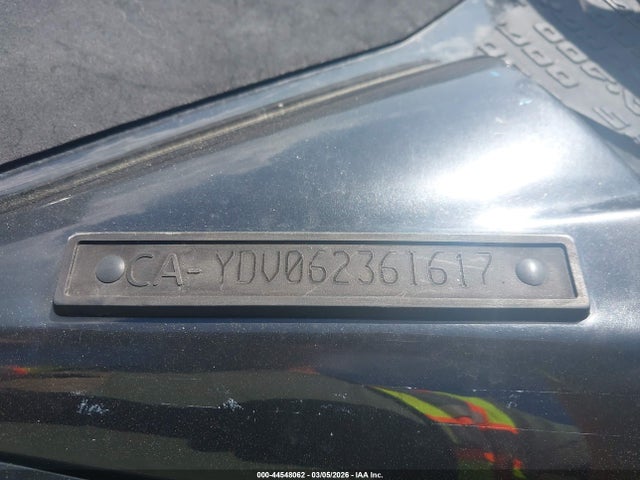 CA-YDV06236I617
000-44548062 — 03/05/2026 — IAA Inc.